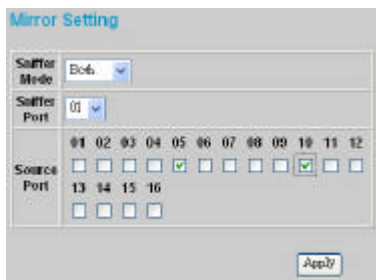 Mirror Setting
Sniffer Mode
Both
Sniffer Port
01
01 02 03 04 05 06 07 08 09 10 11 12
Source Port
13 14 15 16
Apply